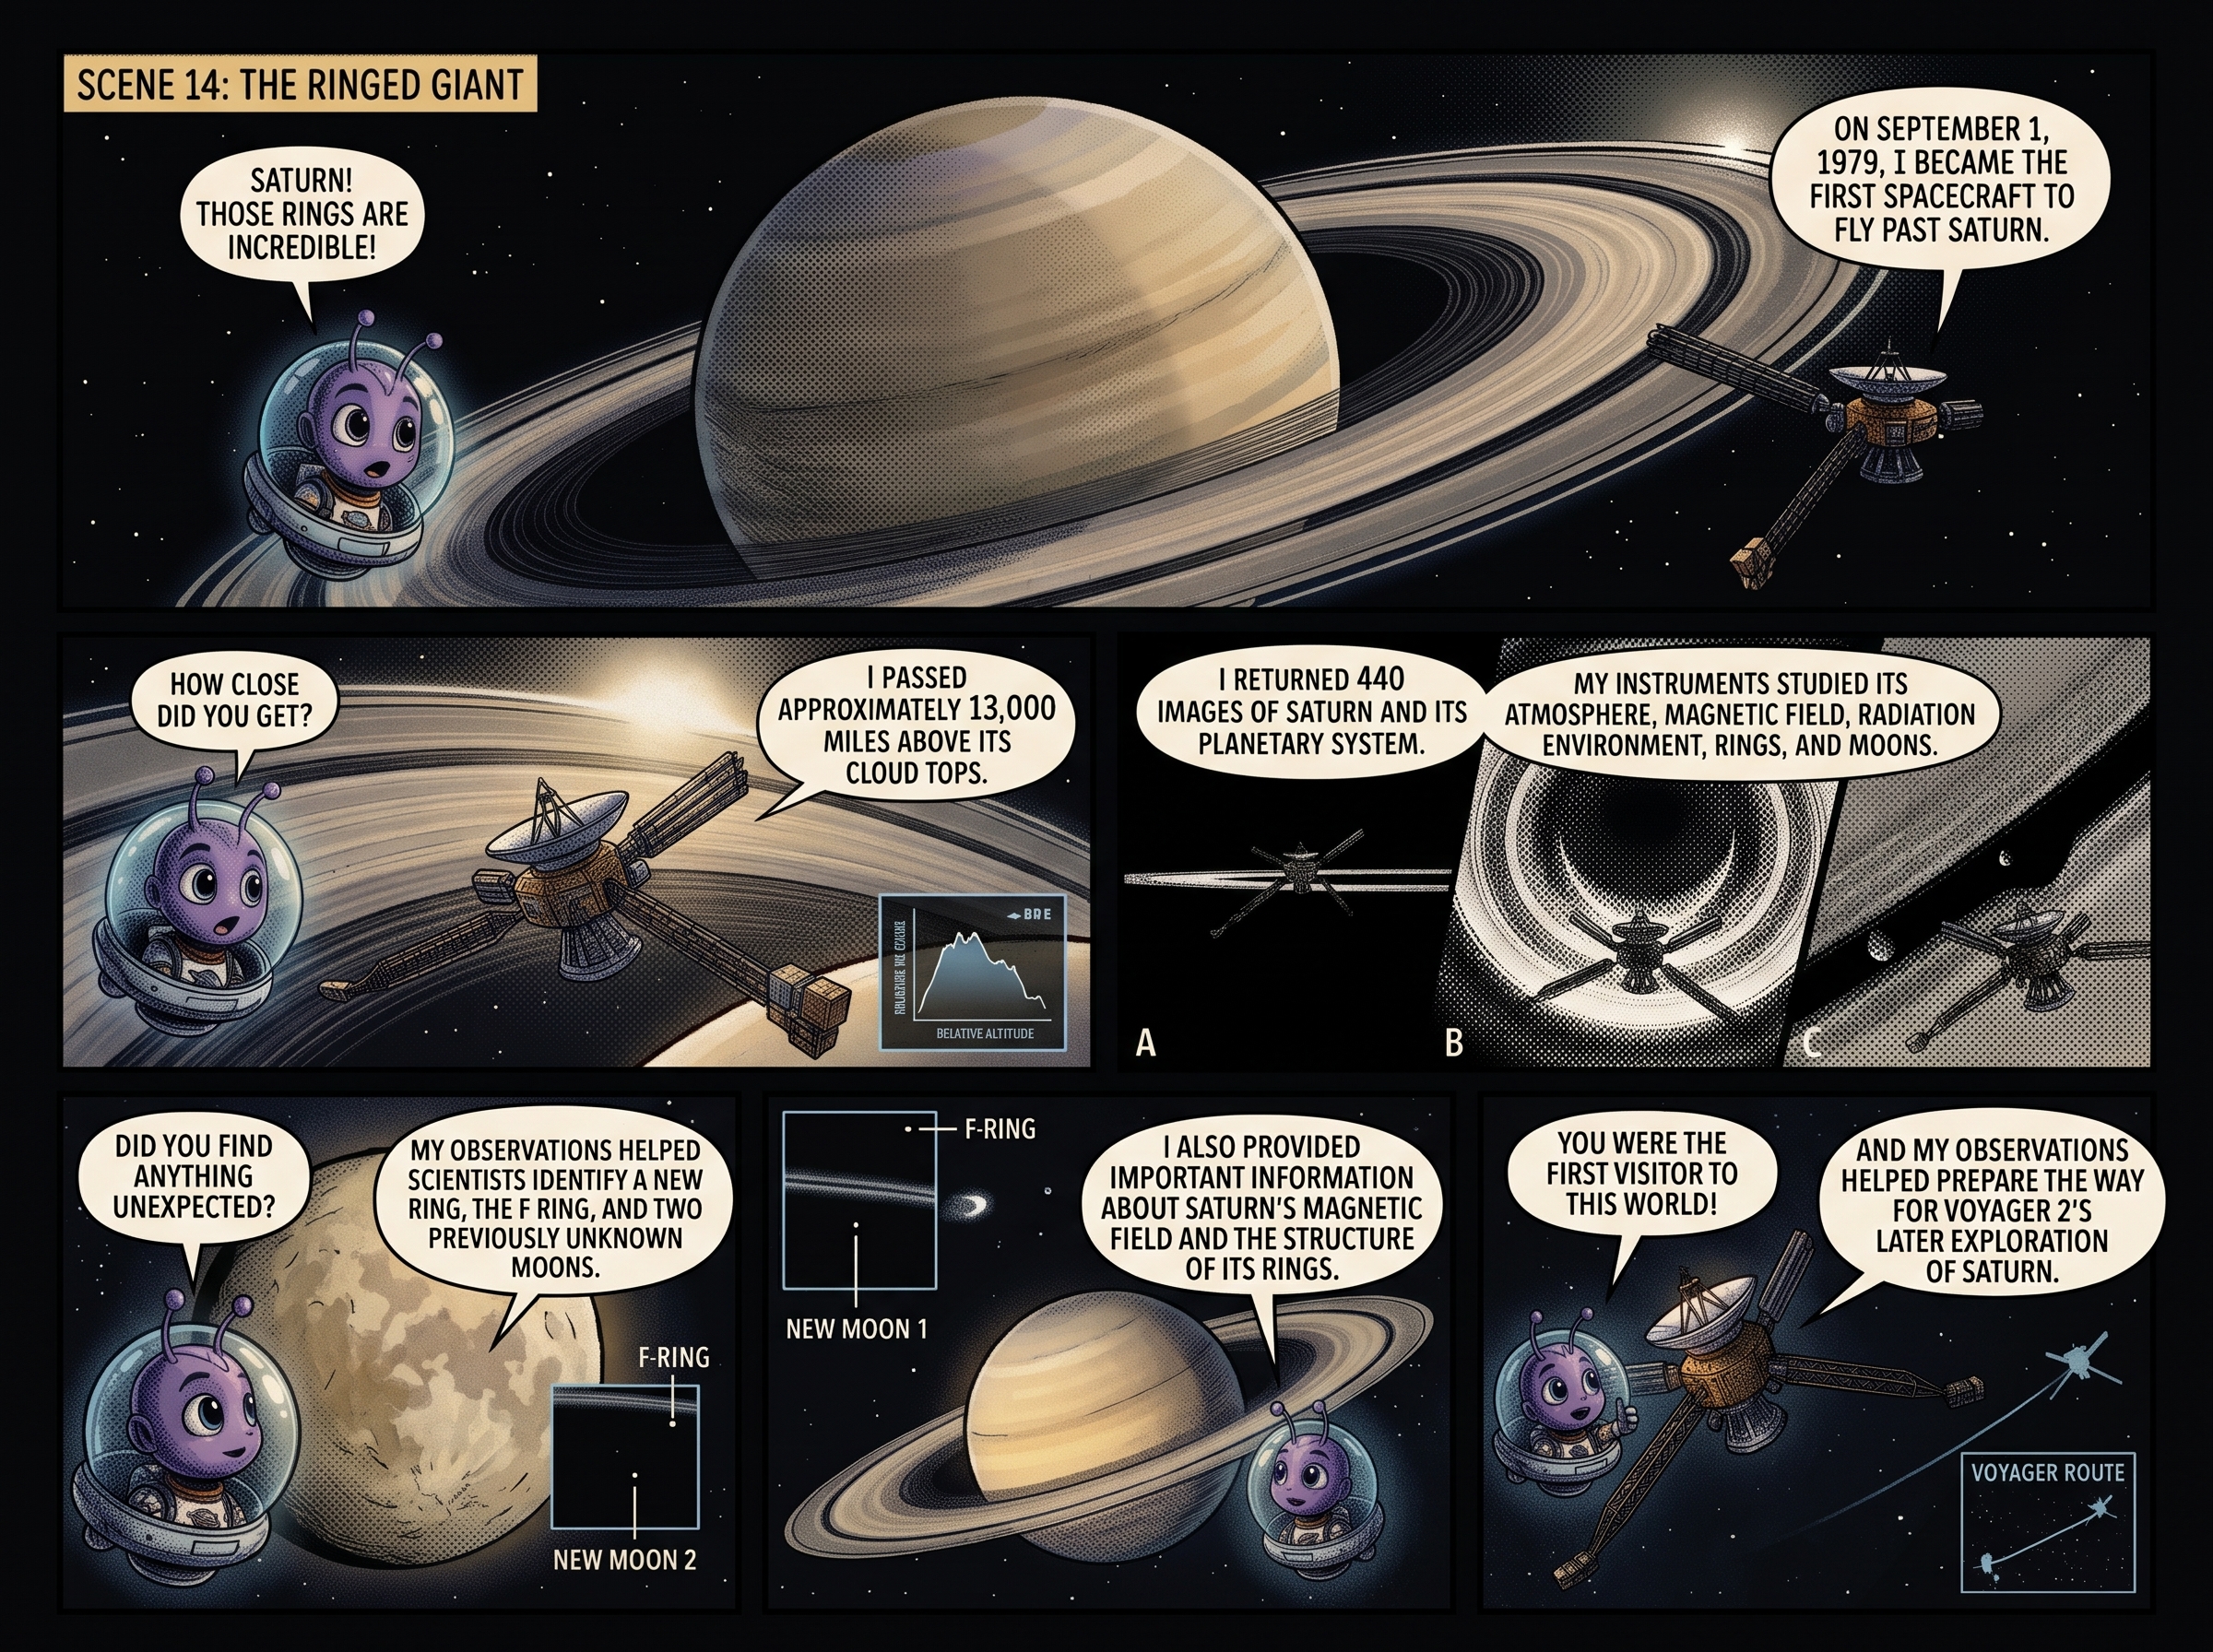 SCENE 14: THE RINGED GIANT
SATURN!
THOSE RINGS ARE
INCREDIBLE!
ON SEPTEMBER 1,
1979, I BECAME THE
FIRST SPACECRAFT TO
FLY PAST SATURN.
HOW CLOSE
DID YOU GET?
I PASSED
APPROXIMATELY 13,000
MILES ABOVE ITS
CLOUD TOPS.
BELATIVE ALTITUDE
I RETURNED 440
IMAGES OF SATURN AND ITS
PLANETARY SYSTEM.
MY INSTRUMENTS STUDIED ITS
ATMOSPHERE, MAGNETIC FIELD, RADIATION
ENVIRONMENT, RINGS, AND MOONS.
A
B
C
DID YOU FIND
ANYTHING
UNEXPECTED?
MY OBSERVATIONS HELPED
SCIENTISTS IDENTIFY A NEW
RING, THE F RING, AND TWO
PREVIOUSLY UNKNOWN
MOONS.
F-RING
NEW MOON 2
F-RING
NEW MOON 1
I ALSO PROVIDED
IMPORTANT INFORMATION
ABOUT SATURN'S MAGNETIC
FIELD AND THE STRUCTURE
OF ITS RINGS.
YOU WERE THE
FIRST VISITOR TO
THIS WORLD!
AND MY OBSERVATIONS
HELPED PREPARE THE WAY
FOR VOYAGER 2'S
LATER EXPLORATION
OF SATURN.
VOYAGER ROUTE